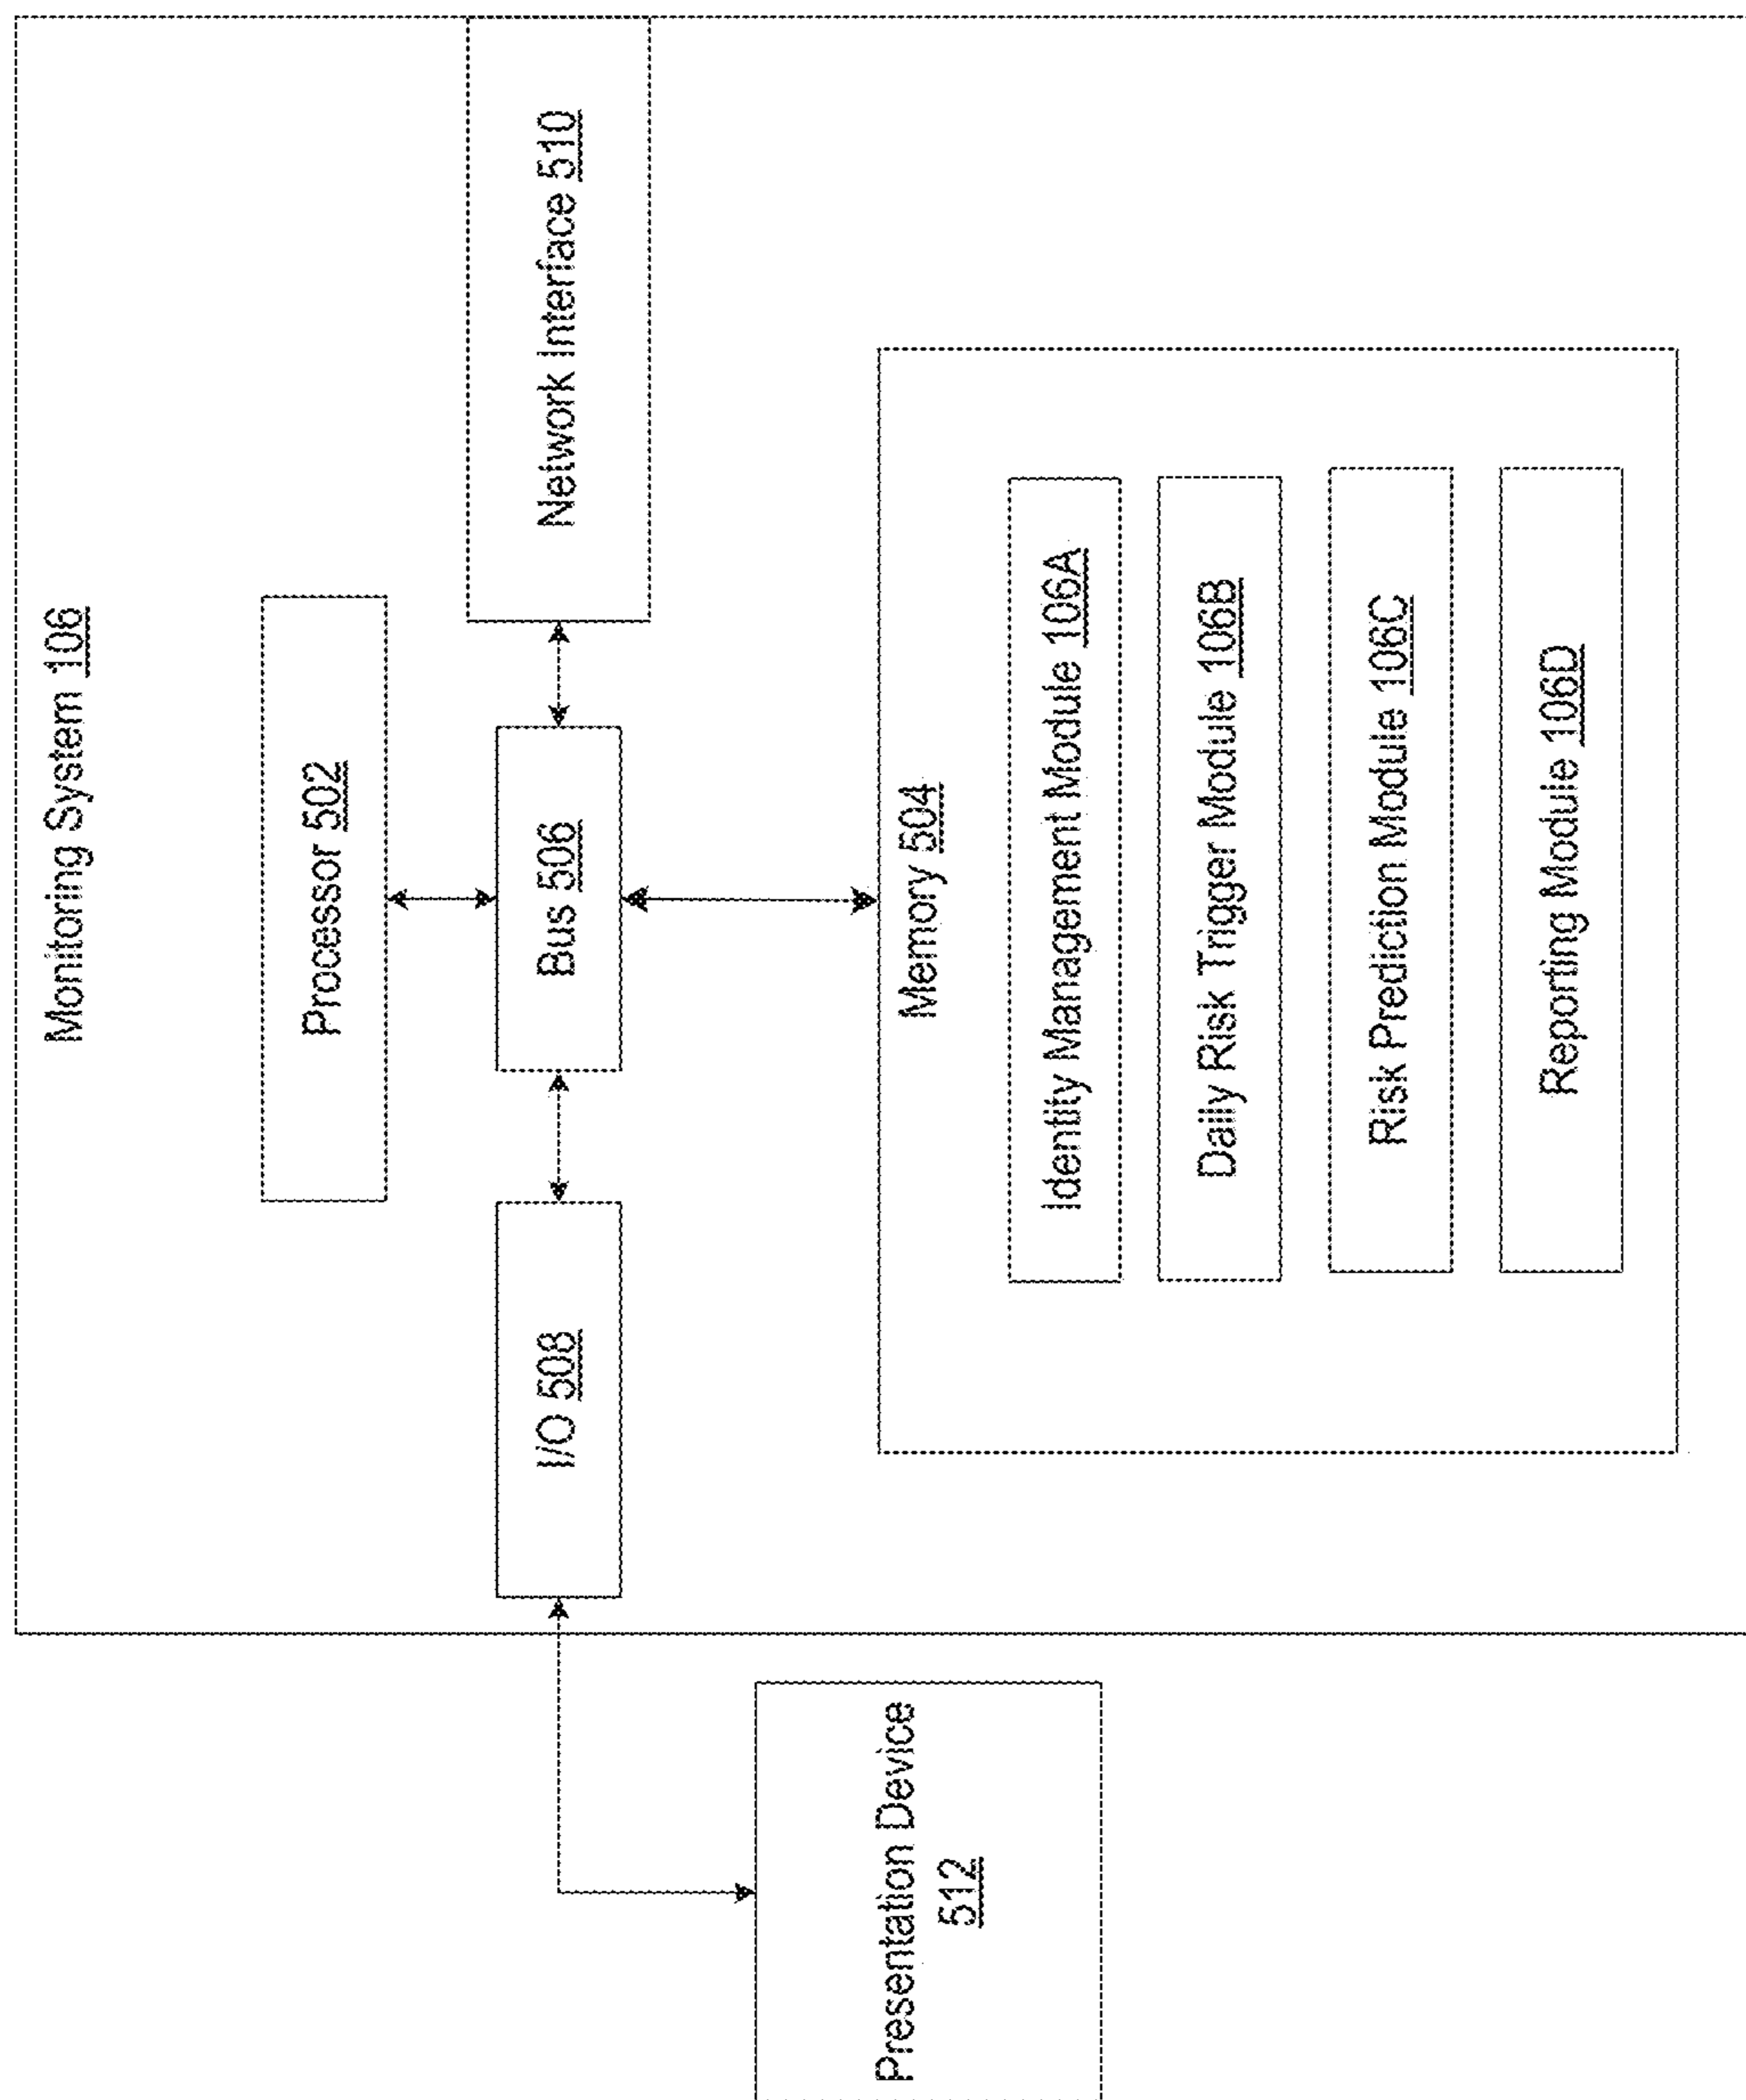 Monitoring System 106
Processor 502
I/O 508
Bus 506
Network Interface 510
Memory 504
Identity Management Module 106A
Daily Risk Trigger Module 106B
Risk Prediction Module 106C
Reporting Module 106D
Presentation Device
512